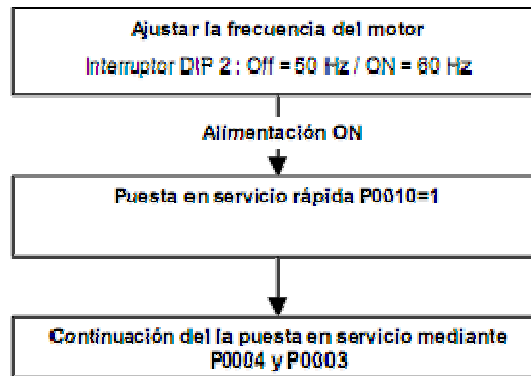 Ajustar la frecuencia del motor
Interruptor DIP 2 : Off = 50 Hz / ON = 60 Hz
Alimentación ON
Puesta en servicio rápida P0010=1
Continuación del la puesta en servicio mediante
P0004 y P0003